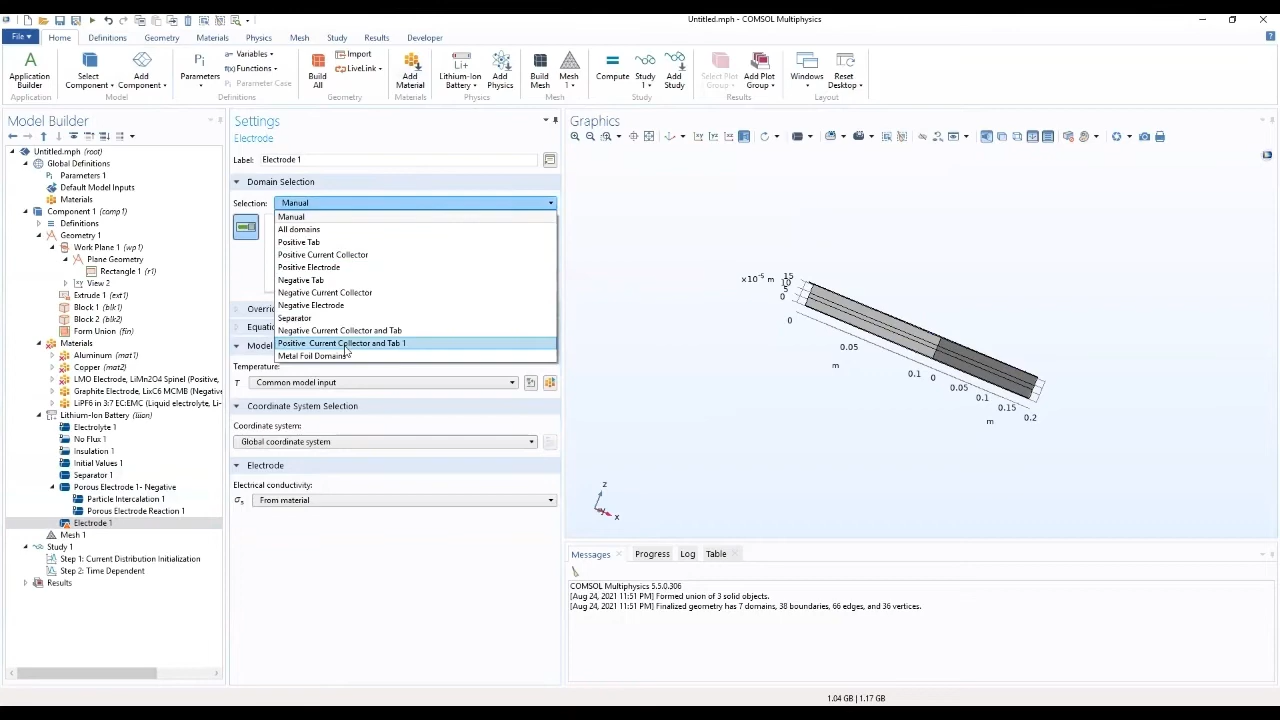 Untitled.mph - COMSOL Multiphysics
File
Home
Definitions
Geometry
Materials
Physics
Mesh
Study
Results
Developer
Application
Builder
Application
Select
Component
Add
Component
Model
Parameters
a= Variables
f(x) Functions
Pi Parameter Case
Definitions
Build
All
Import
LiveLink
Geometry
Add
Material
Materials
Lithium-Ion
Battery
Add
Physics
Physics
Build
Mesh
Mesh
1
Mesh
Compute
Study
1
Add
Study
Study
Select Plot
Group
Add Plot
Group
Results
Windows
Reset
Desktop
Layout
Model Builder
Untitled.mph (root)
Global Definitions
Parameters 1
Default Model Inputs
Materials
Component 1 (comp1)
Definitions
Geometry 1
Work Plane 1 (wp1)
Plane Geometry
Rectangle 1 (r1)
View 2
Extrude 1 (ext1)
Block 1 (blk1)
Block 2 (blk2)
Form Union (fin)
Materials
Aluminum (mat1)
Copper (mat2)
LMO Electrode, LiMn2O4 Spinel (Positive,
Graphite Electrode, LixC6 MCMB (Negative
LiPF6 in 3:7 EC:EMC (Liquid electrolyte, Li-
Lithium-Ion Battery (liion)
Electrolyte 1
No Flux 1
Insulation 1
Initial Values 1
Separator 1
Porous Electrode 1- Negative
Particle Intercalation 1
Porous Electrode Reaction 1
Electrode 1
Mesh 1
Study 1
Step 1: Current Distribution Initialization
Step 2: Time Dependent
Results
Settings
Electrode
Label: Electrode 1
Domain Selection
Selection: Manual
Manual
All domains
Positive Tab
Positive Current Collector
Positive Electrode
Negative Tab
Negative Current Collector
Negative Electrode
Separator
Negative Current Collector and Tab
Positive Current Collector and Tab 1
Metal Foil Domains
Overri
Equatio
Model
Temperature:
T Common model input
Coordinate System Selection
Coordinate system:
Global coordinate system
Electrode
Electrical conductivity:
σs From material
Graphics
×10⁻⁵ m
15
10
5
0
0
0.05
m
0.1
0
0.05
0.1
0.15
0.2
m
z
y
x
Messages
Progress
Log
Table
COMSOL Multiphysics 5.5.0.306
[Aug 24, 2021 11:51 PM] Formed union of 3 solid objects.
[Aug 24, 2021 11:51 PM] Finalized geometry has 7 domains, 38 boundaries, 66 edges, and 36 vertices.
1.04 GB | 1.17 GB